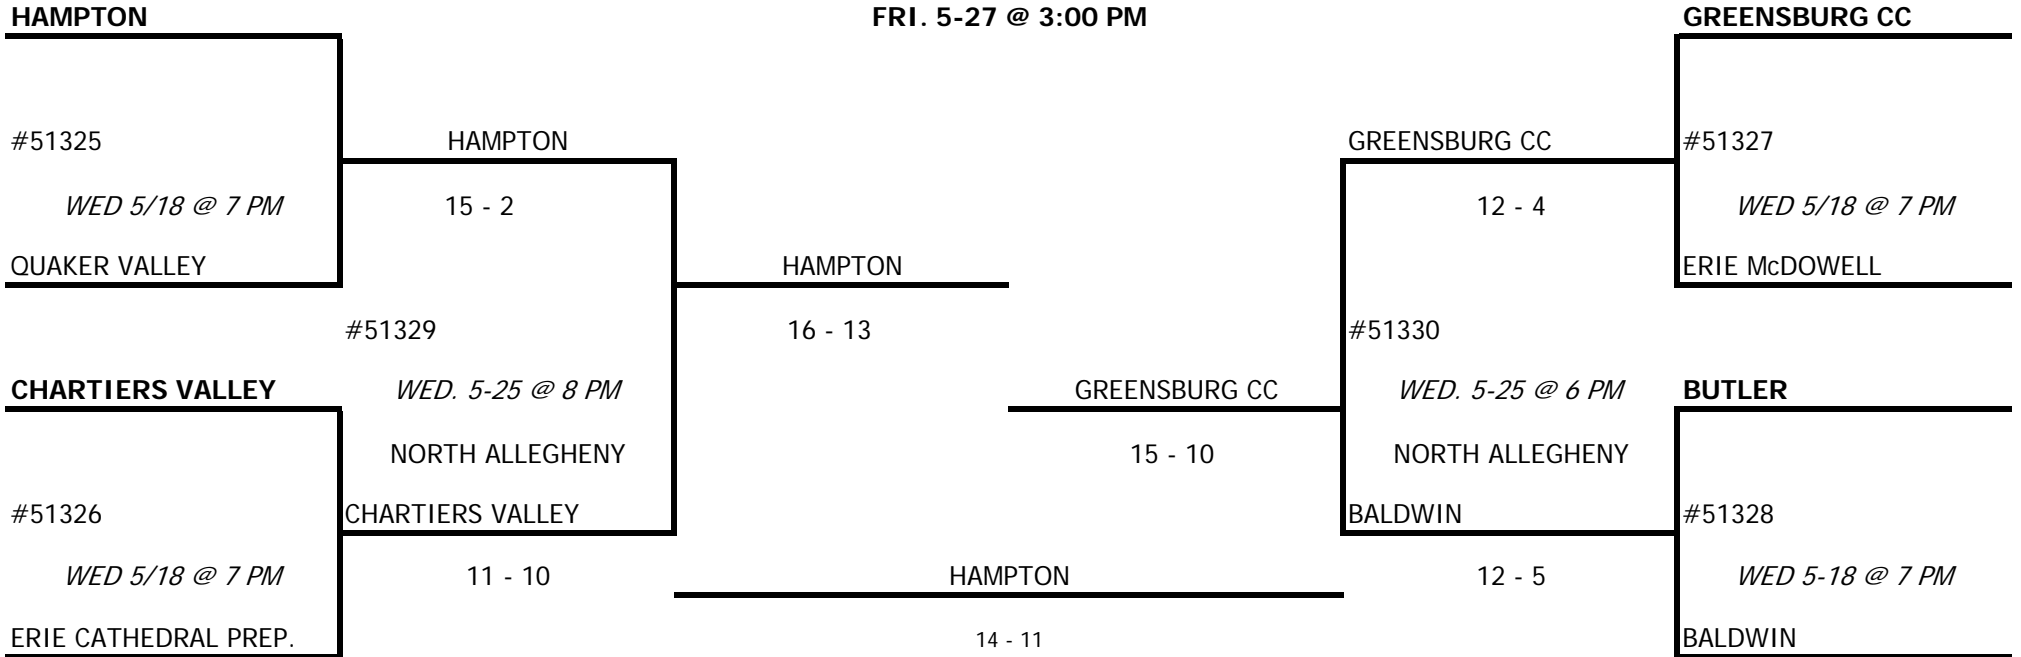 HAMPTON
FRI. 5-27 @ 3:00 PM
GREENSBURG CC
#51325
HAMPTON
GREENSBURG CC
#51327
WED 5/18 @ 7 PM
15 - 2
12 - 4
WED 5/18 @ 7 PM
QUAKER VALLEY
HAMPTON
ERIE McDOWELL
#51329
16 - 13
#51330
CHARTIERS VALLEY
WED. 5-25 @ 8 PM
GREENSBURG CC
WED. 5-25 @ 6 PM
BUTLER
NORTH ALLEGHENY
15 - 10
NORTH ALLEGHENY
#51326
CHARTIERS VALLEY
BALDWIN
#51328
WED 5/18 @ 7 PM
11 - 10
HAMPTON
12 - 5
WED 5-18 @ 7 PM
ERIE CATHEDRAL PREP.
14 - 11
BALDWIN